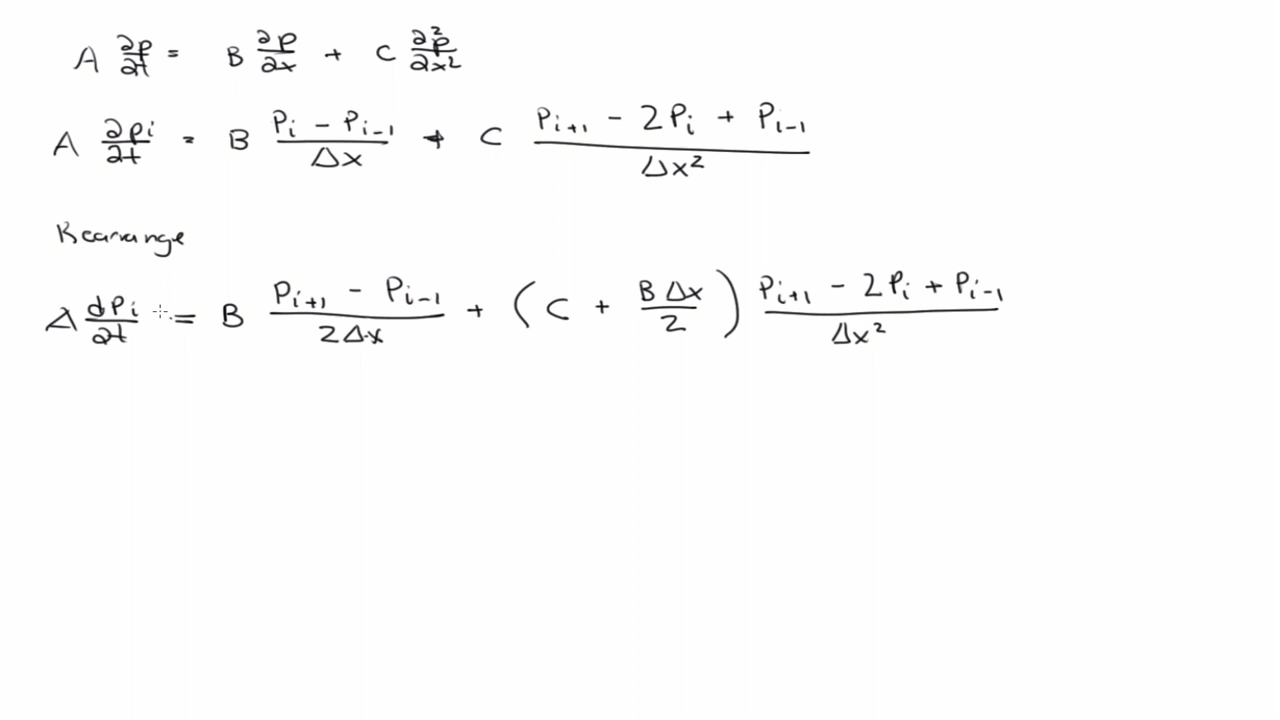 A ∂p/∂t = B ∂p/∂x + C ∂²p/∂x²
A ∂pi/∂t = B (Pi - Pi-1)/Δx + C (Pi+1 - 2Pi + Pi-1)/Δx²
Rearrange
A dPi/∂t = B (Pi+1 - Pi-1)/2Δx + (C + BΔx/2) (Pi+1 - 2Pi + Pi-1)/Δx²